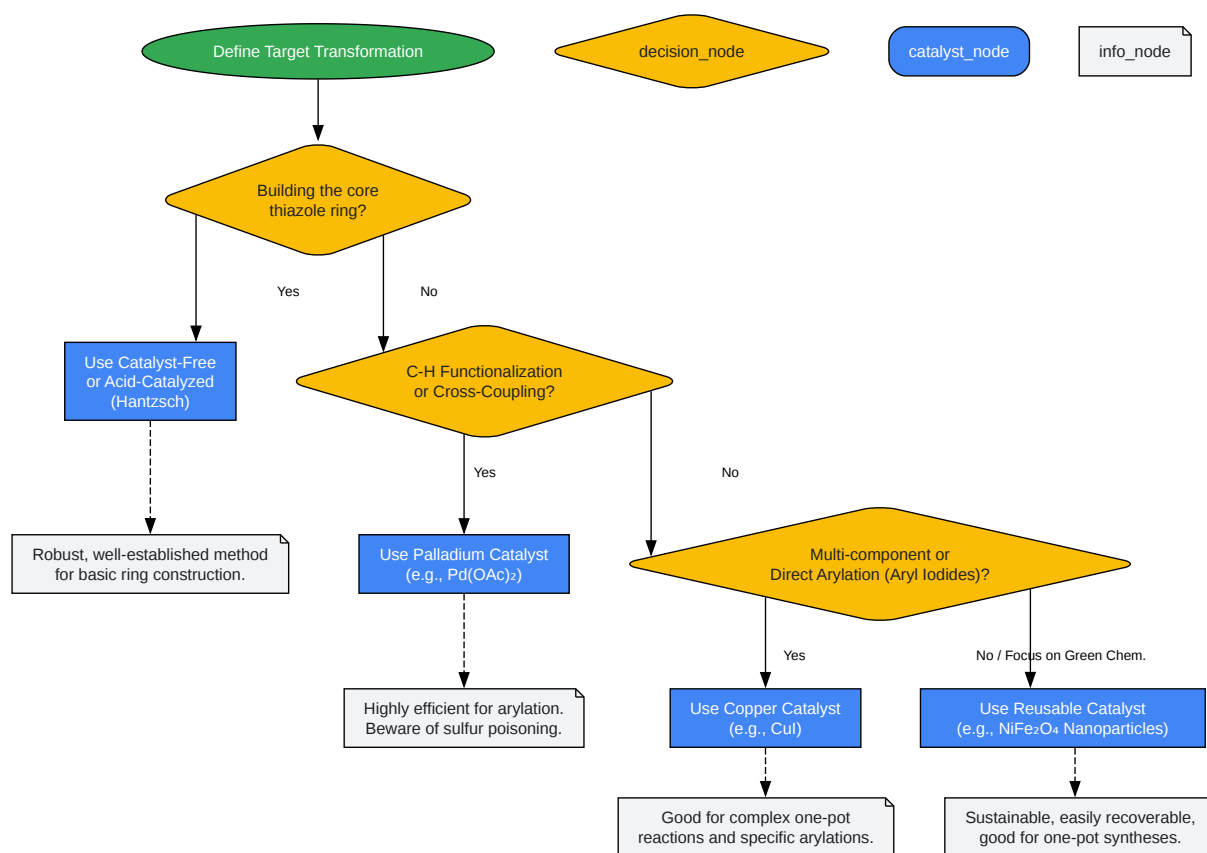 Define Target Transformation
decision_node
catalyst_node
info_node
Building the core
thiazole ring?
Yes
No
Use Catalyst-Free
or Acid-Catalyzed
(Hantzsch)
C-H Functionalization
or Cross-Coupling?
Yes
No
Robust, well-established method
for basic ring construction.
Use Palladium Catalyst
(e.g., Pd(OAc)₂)
Multi-component or
Direct Arylation (Aryl Iodides)?
Yes
No / Focus on Green Chem.
Highly efficient for arylation.
Beware of sulfur poisoning.
Use Copper Catalyst
(e.g., CuI)
Use Reusable Catalyst
(e.g., NiFe₂O₄ Nanoparticles)
Good for complex one-pot
reactions and specific arylations.
Sustainable, easily recoverable,
good for one-pot syntheses.